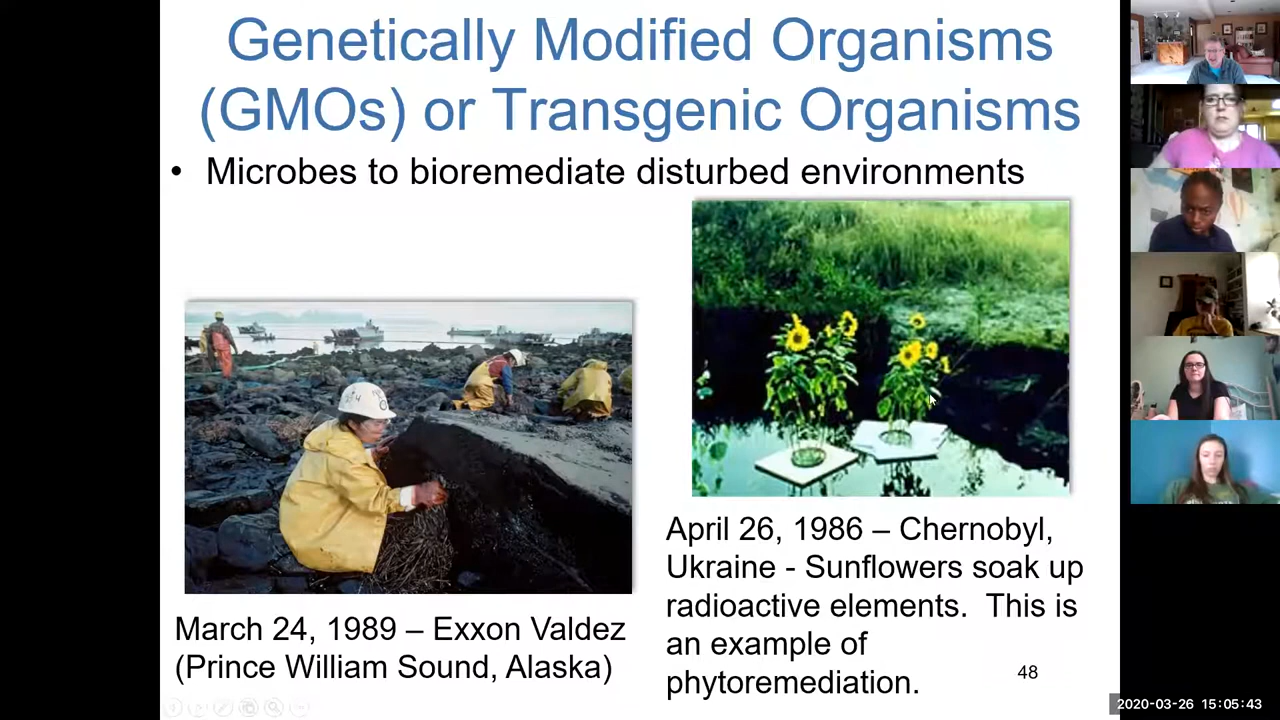 Genetically Modified Organisms
(GMOs) or Transgenic Organisms
• Microbes to bioremediate disturbed environments
March 24, 1989 – Exxon Valdez
(Prince William Sound, Alaska)
April 26, 1986 – Chernobyl,
Ukraine - Sunflowers soak up
radioactive elements. This is
an example of
phytoremediation.
48
2020-03-26 15:05:43